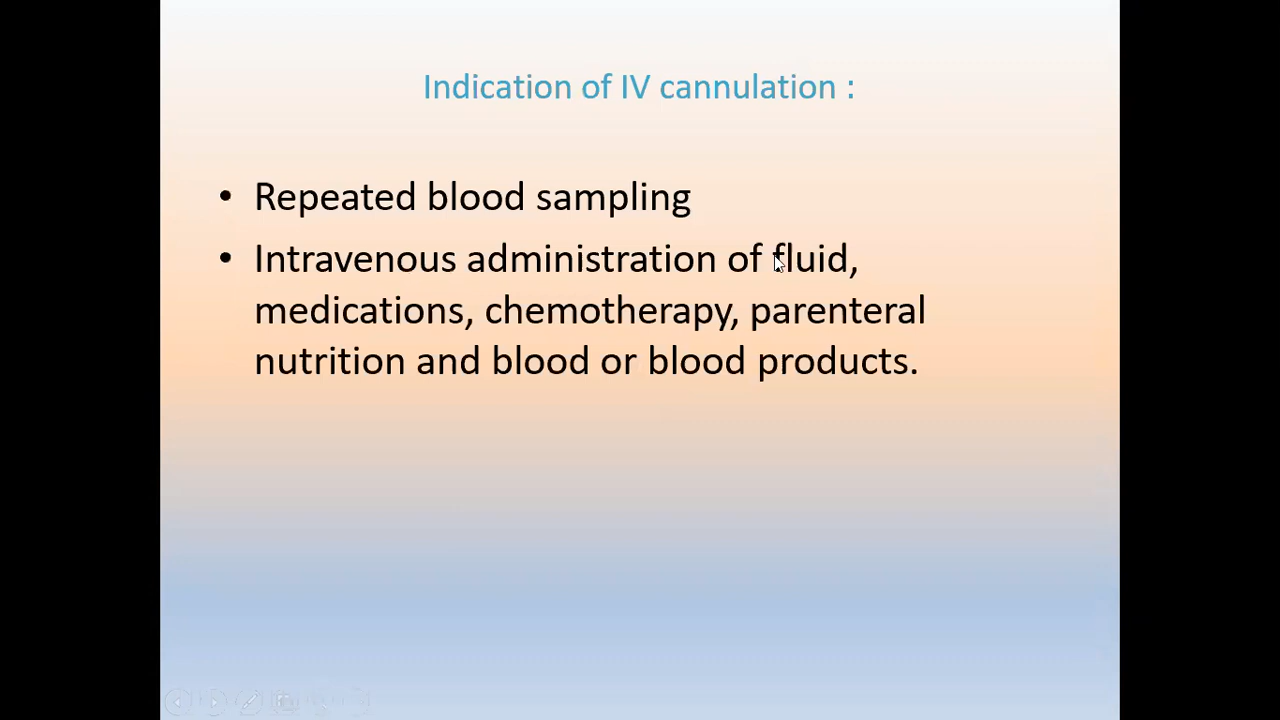 Indication of IV cannulation :
• Repeated blood sampling
• Intravenous administration of fluid,
medications, chemotherapy, parenteral
nutrition and blood or blood products.